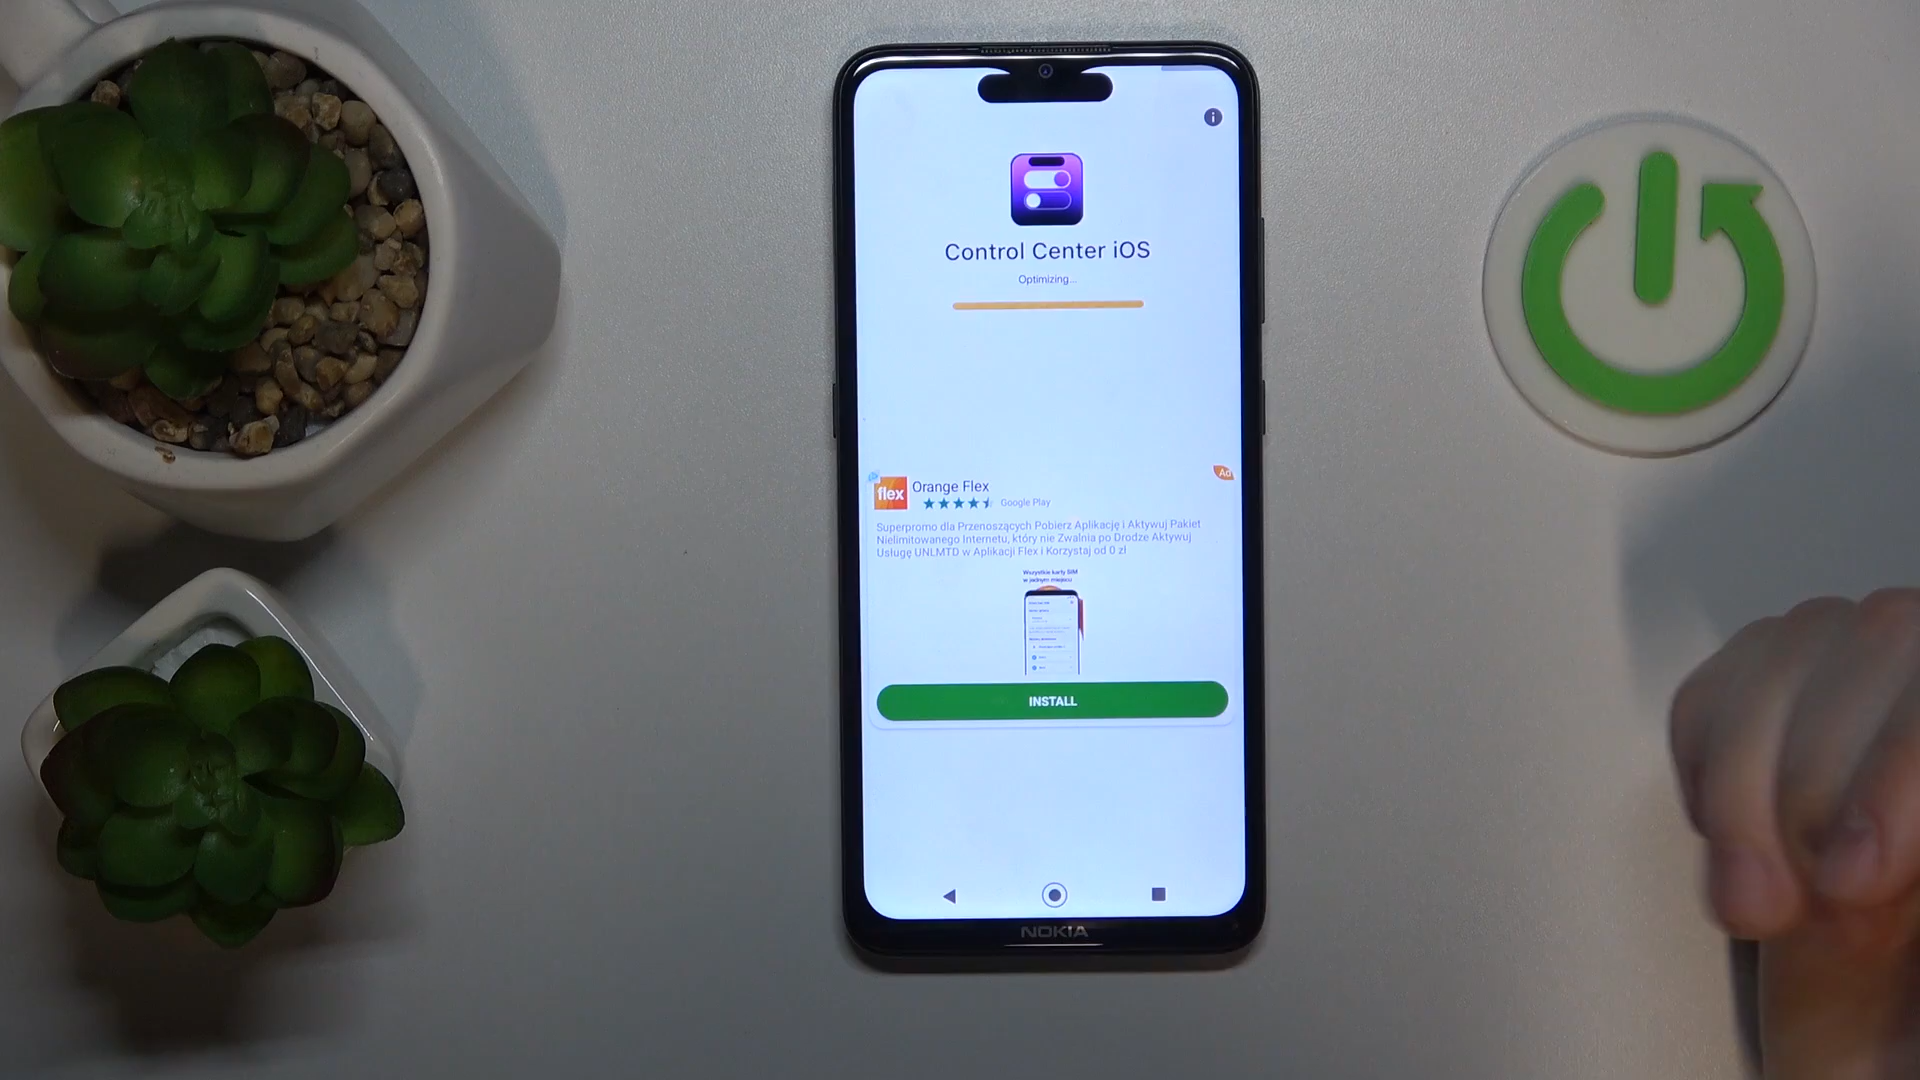 Control Center iOS
Optimizing...
Ad
flex
Orange Flex
Google Play
Superpromo dla Przenoszących Pobierz Aplikację i Aktywuj Pakiet
Nielimitowanego Internetu, który nie Zwalnia po Drodze Aktywuj
Usługę UNLMTD w Aplikacji Flex i Korzystaj od 0 zł
Wszystkie karty SIM
w jednym miejscu
INSTALL
NOKIA